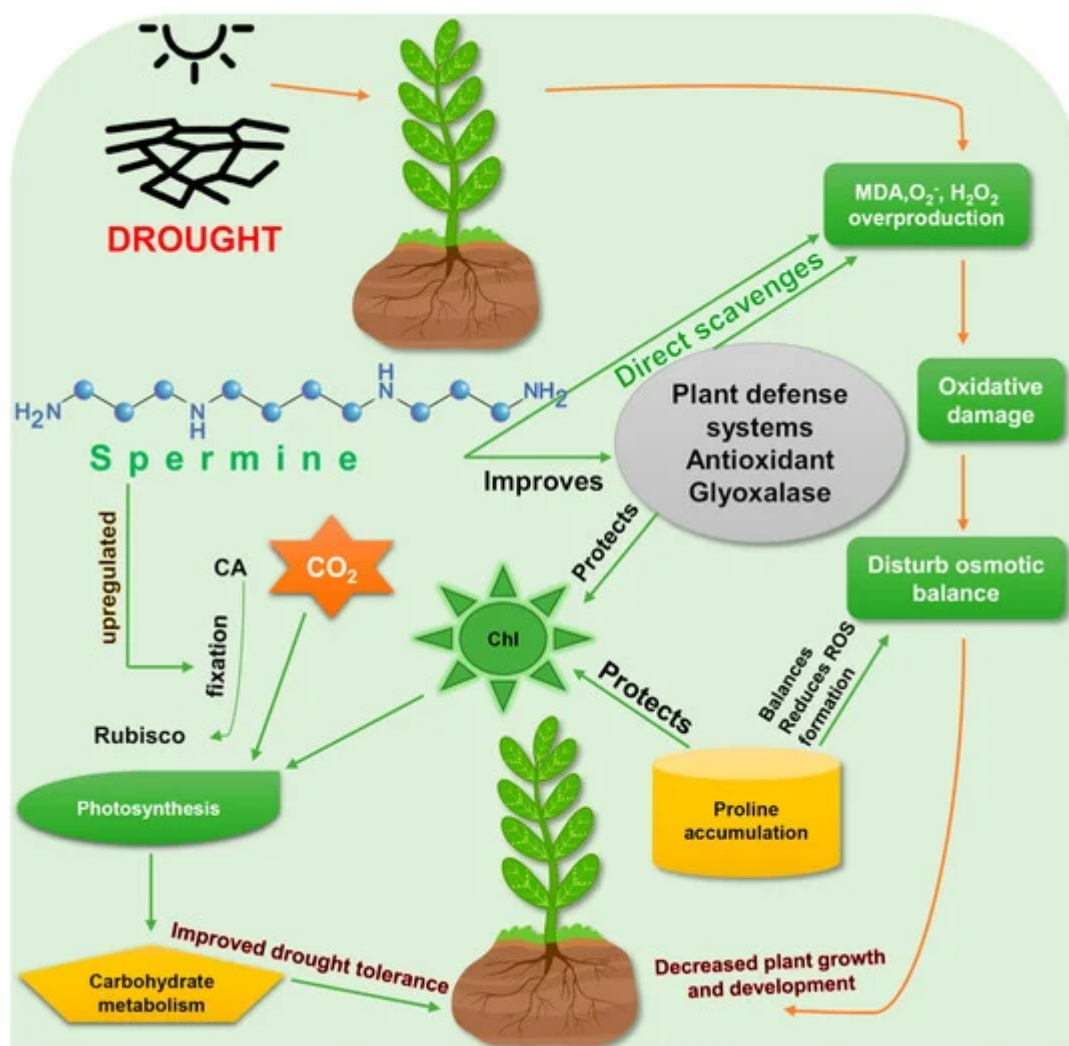 DROUGHT
MDA,O₂⁻, H₂O₂
overproduction
Direct scavenges
H₂N
N
H
H
N
NH₂
Spermine
Improves
Plant defense
systems
Antioxidant
Glyoxalase
Oxidative
damage
Protects
upregulated
CA
CO₂
fixation
Rubisco
Chl
Disturb osmotic
balance
Protects
Balances
Reduces ROS
formation
Photosynthesis
Proline
accumulation
Carbohydrate
metabolism
Improved drought tolerance
Decreased plant growth
and development